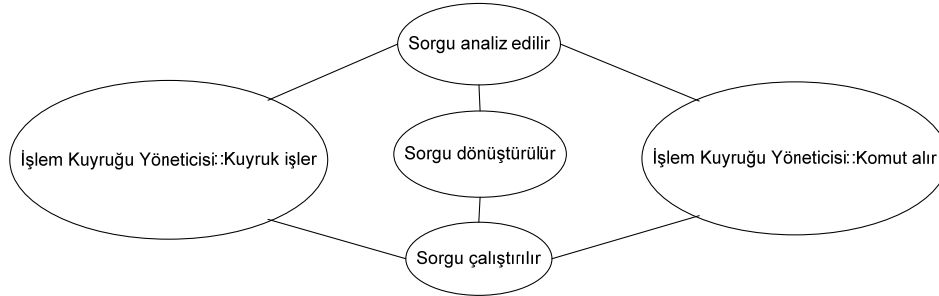 Sorgu analiz edilir
İşlem Kuyruğu Yöneticisi::Kuyruk işler
Sorgu dönüştürülür
İşlem Kuyruğu Yöneticisi::Komut alır
Sorgu çalıştırılır